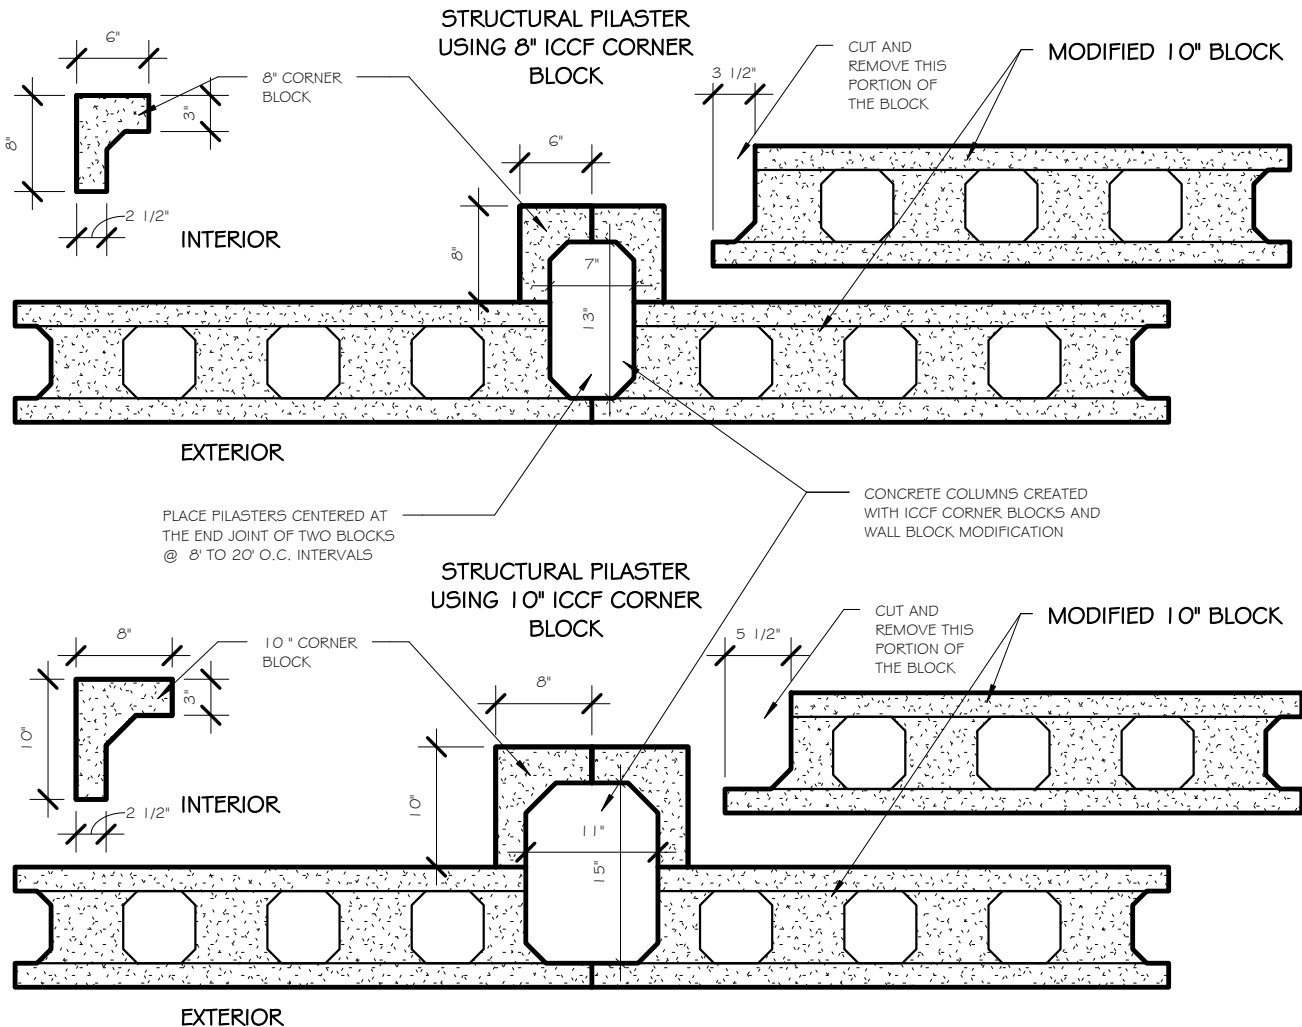 STRUCTURAL PILASTER
USING 8" ICCF CORNER
BLOCK
6"
8" CORNER
BLOCK
3"
8"
2 1/2"
INTERIOR
6"
8"
7"
13"
CUT AND
REMOVE THIS
PORTION OF
THE BLOCK
3 1/2"
MODIFIED 10" BLOCK
EXTERIOR
PLACE PILASTERS CENTERED AT
THE END JOINT OF TWO BLOCKS
@ 8' TO 20' O.C. INTERVALS
CONCRETE COLUMNS CREATED
WITH ICCF CORNER BLOCKS AND
WALL BLOCK MODIFICATION
STRUCTURAL PILASTER
USING 10" ICCF CORNER
BLOCK
8"
10 " CORNER
BLOCK
3"
10"
2 1/2"
INTERIOR
8"
10"
11"
15"
CUT AND
REMOVE THIS
PORTION OF
THE BLOCK
5 1/2"
MODIFIED 10" BLOCK
EXTERIOR